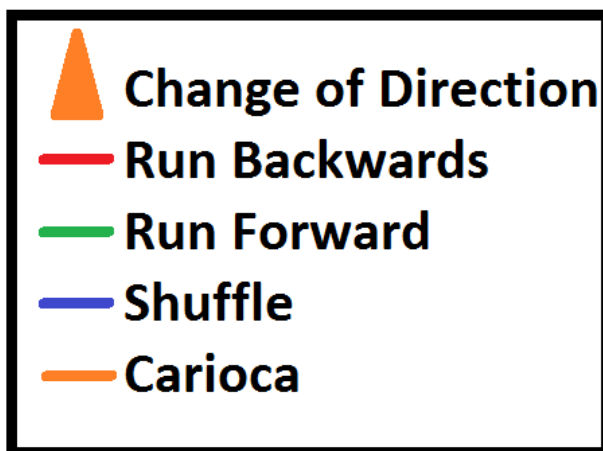 Change of Direction
Run Backwards
Run Forward
Shuffle
Carioca